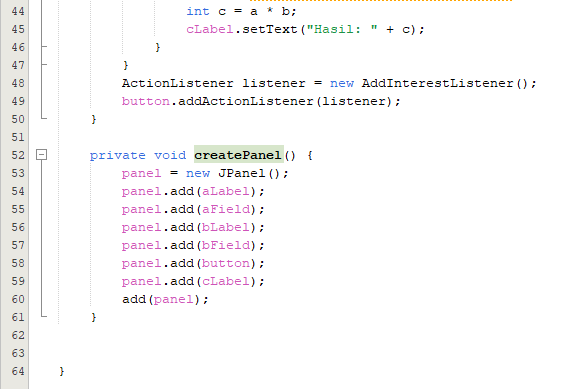 44 int c = a * b;
45 cLabel.setText("Hasil: " + c);
46 }
47 }
48 ActionListener listener = new AddInterestListener();
49 button.addActionListener(listener);
50 }
51
52 private void createPanel() {
53 panel = new JPanel();
54 panel.add(aLabel);
55 panel.add(aField);
56 panel.add(bLabel);
57 panel.add(bField);
58 panel.add(button);
59 panel.add(cLabel);
60 add(panel);
61 }
62
63
64 }